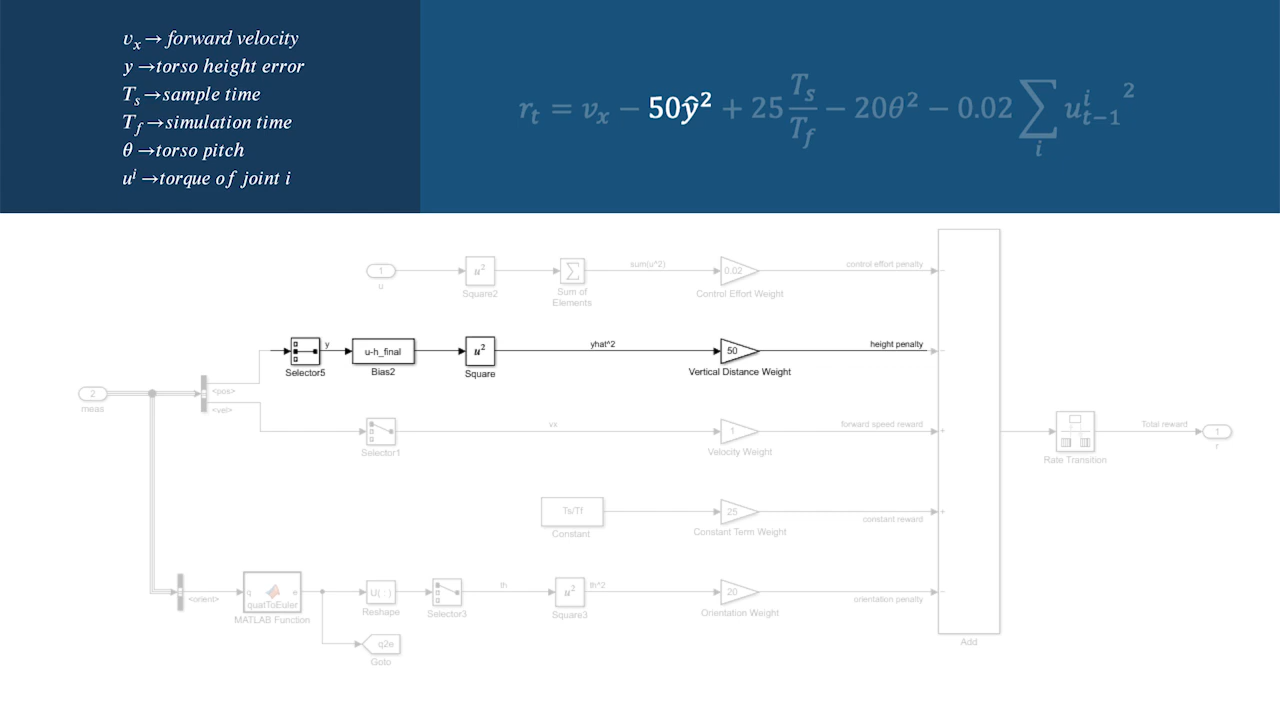 v_x → forward velocity
y →torso height error
T_s →sample time
T_f →simulation time
θ →torso pitch
u^i →torque of joint i
r_t = v_x − 50ŷ² + 25 T_s/T_f − 20θ² − 0.02 ∑_i u^i_{t−1}²
1
u
u²
Square2
∑
Sum of
Elements
sum(u^2)
0.02
Control Effort Weight
control effort penalty
−
Selector5
y
u-h_final
Bias2
u²
Square
yhat^2
50
Vertical Distance Weight
height penalty
−
2
meas
<pos>
<vel>
Selector1
vx
1
Velocity Weight
forward speed reward
+
Rate Transition
Total reward
1
r
Ts/Tf
Constant
25
Constant Term Weight
constant reward
+
<orient>
q
e
quatToEuler
MATLAB Function
U( : )
Reshape
Selector3
th
u²
Square3
th^2
20
Orientation Weight
orientation penalty
−
Add
q2e
Goto